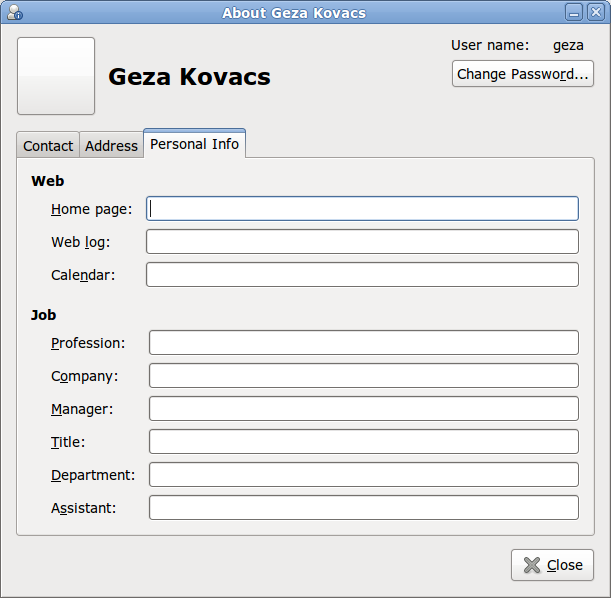 About Geza Kovacs
User name: geza
Geza Kovacs
Change Password...
Contact Address Personal Info
Web
Home page:
Web log:
Calendar:
Job
Profession:
Company:
Manager:
Title:
Department:
Assistant:
Close